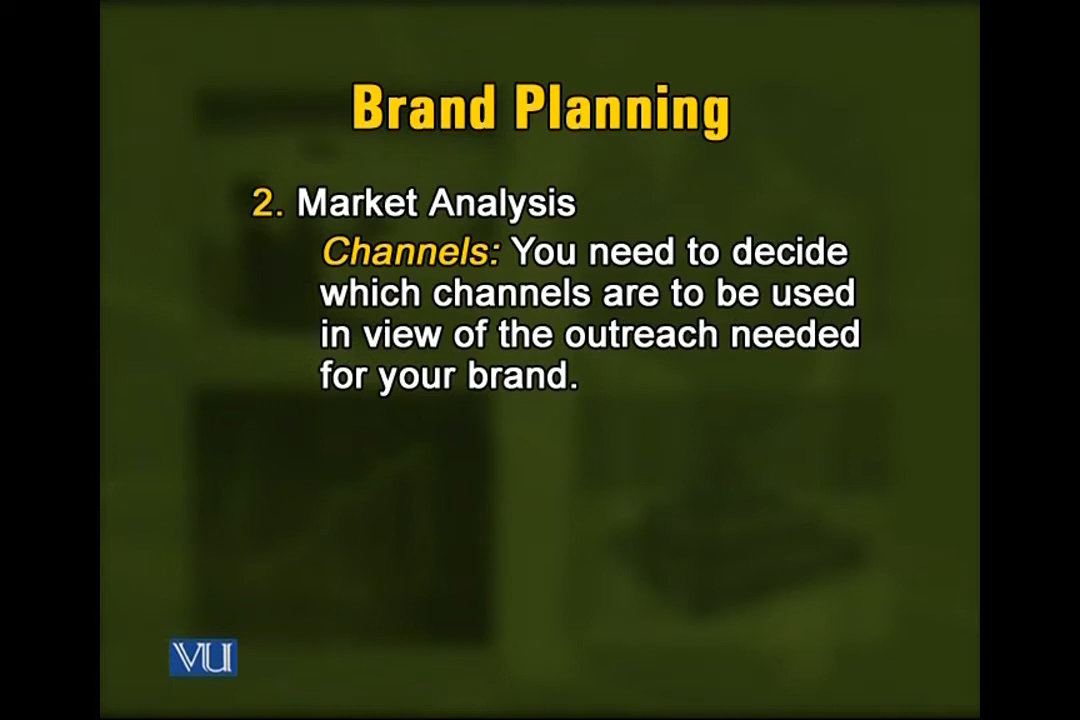 Brand Planning
2. Market Analysis
Channels: You need to decide
which channels are to be used
in view of the outreach needed
for your brand.
VU